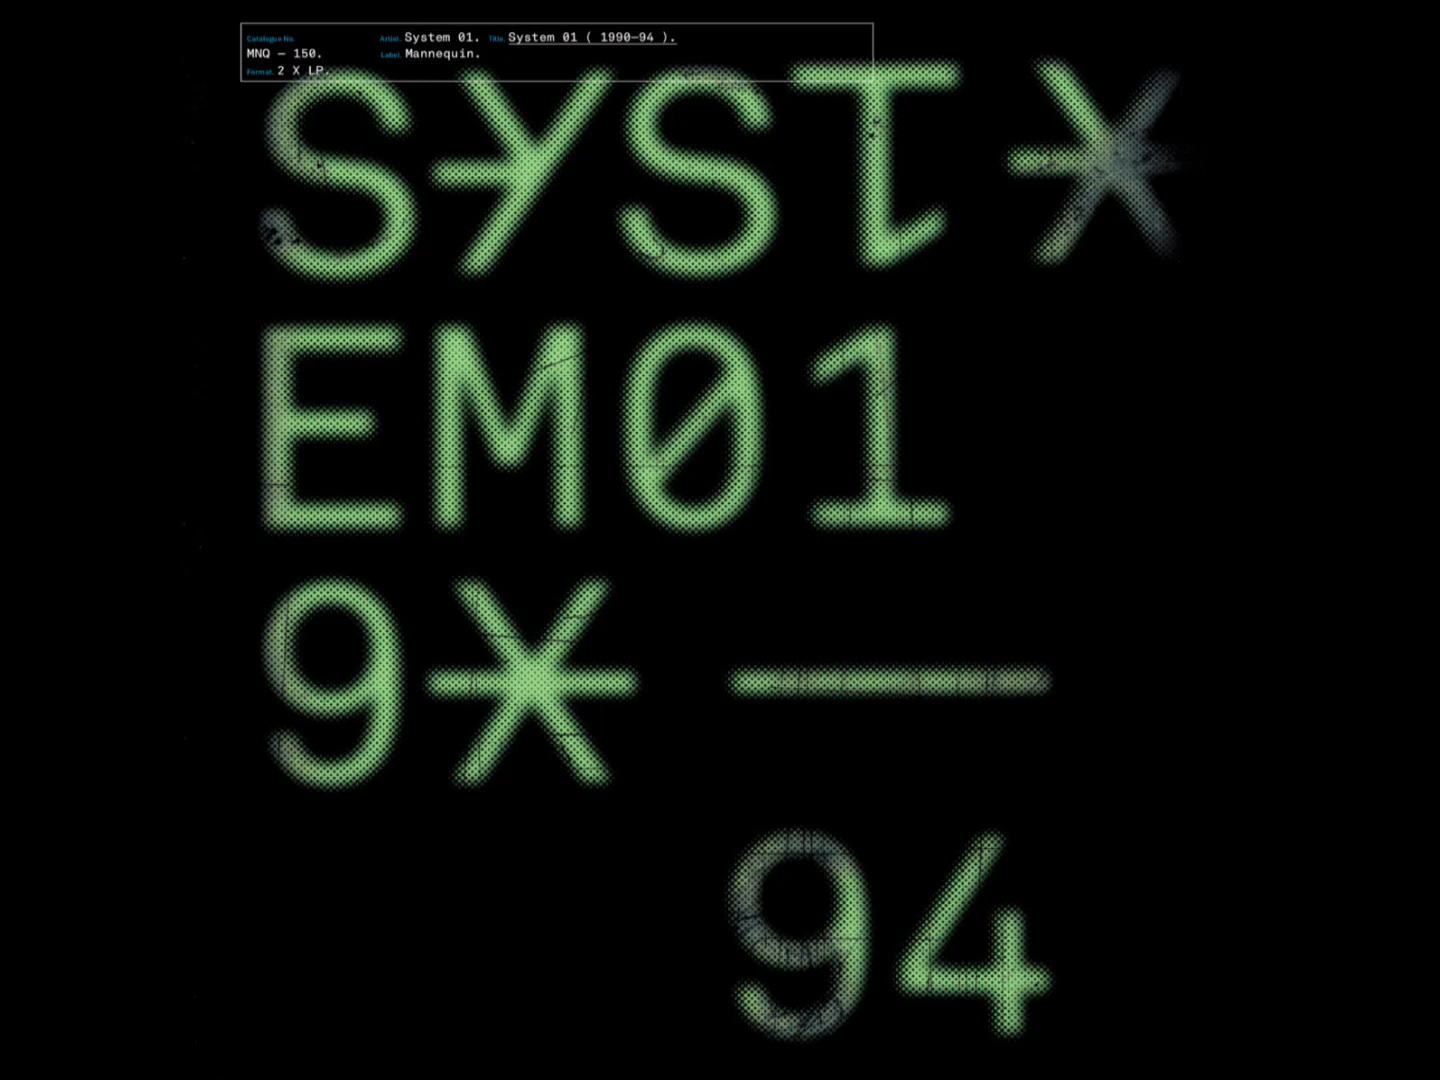 Catalogue No. Artist. System 01. Title. System 01 ( 1990–94 ).
MNQ – 150. Label. Mannequin.
Format. 2 X LP.
SYST*
EM01
9* —
94